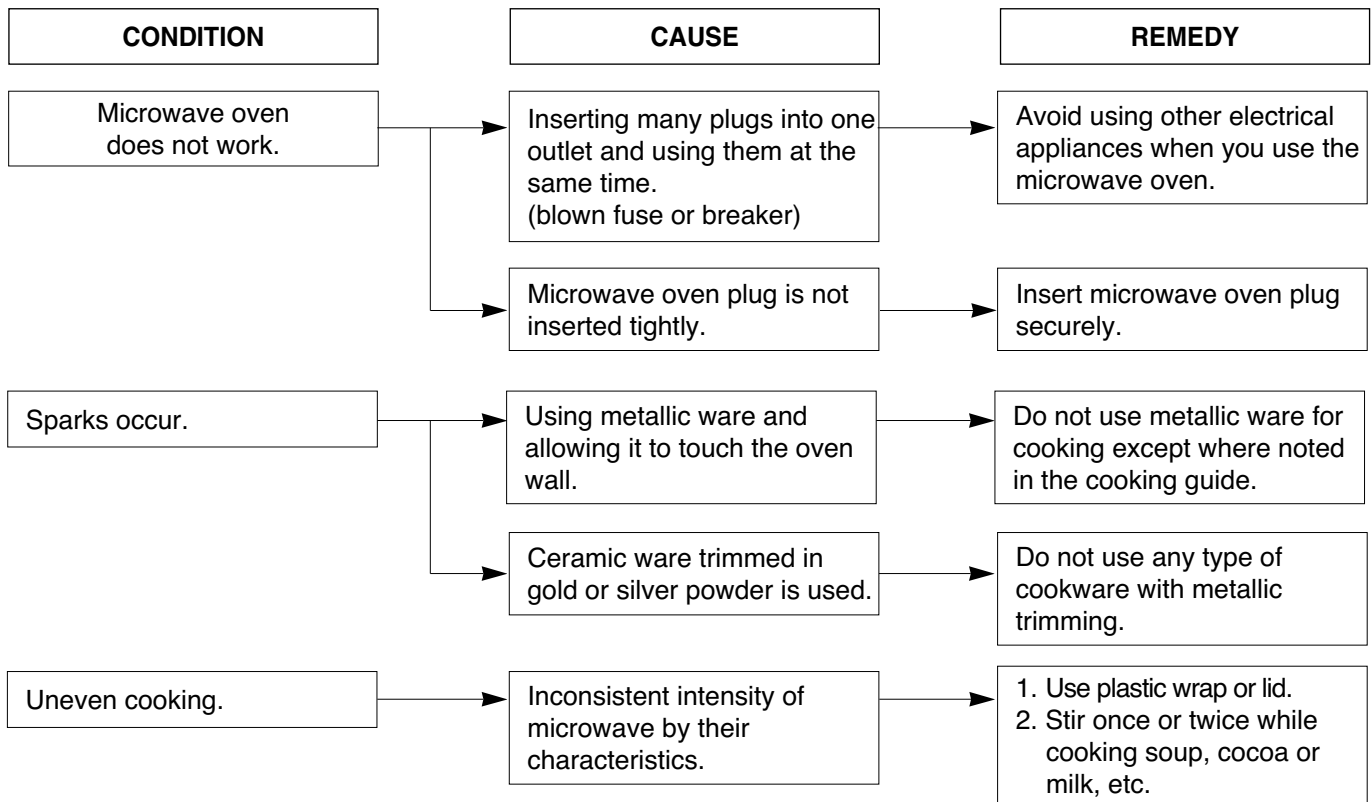 CONDITION
CAUSE
REMEDY
Microwave oven
does not work.
Inserting many plugs into one
outlet and using them at the
same time.
(blown fuse or breaker)
Avoid using other electrical
appliances when you use the
microwave oven.
Microwave oven plug is not
inserted tightly.
Insert microwave oven plug
securely.
Sparks occur.
Using metallic ware and
allowing it to touch the oven
wall.
Do not use metallic ware for
cooking except where noted
in the cooking guide.
Ceramic ware trimmed in
gold or silver powder is used.
Do not use any type of
cookware with metallic
trimming.
Uneven cooking.
Inconsistent intensity of
microwave by their
characteristics.
1. Use plastic wrap or lid.
2. Stir once or twice while
cooking soup, cocoa or
milk, etc.